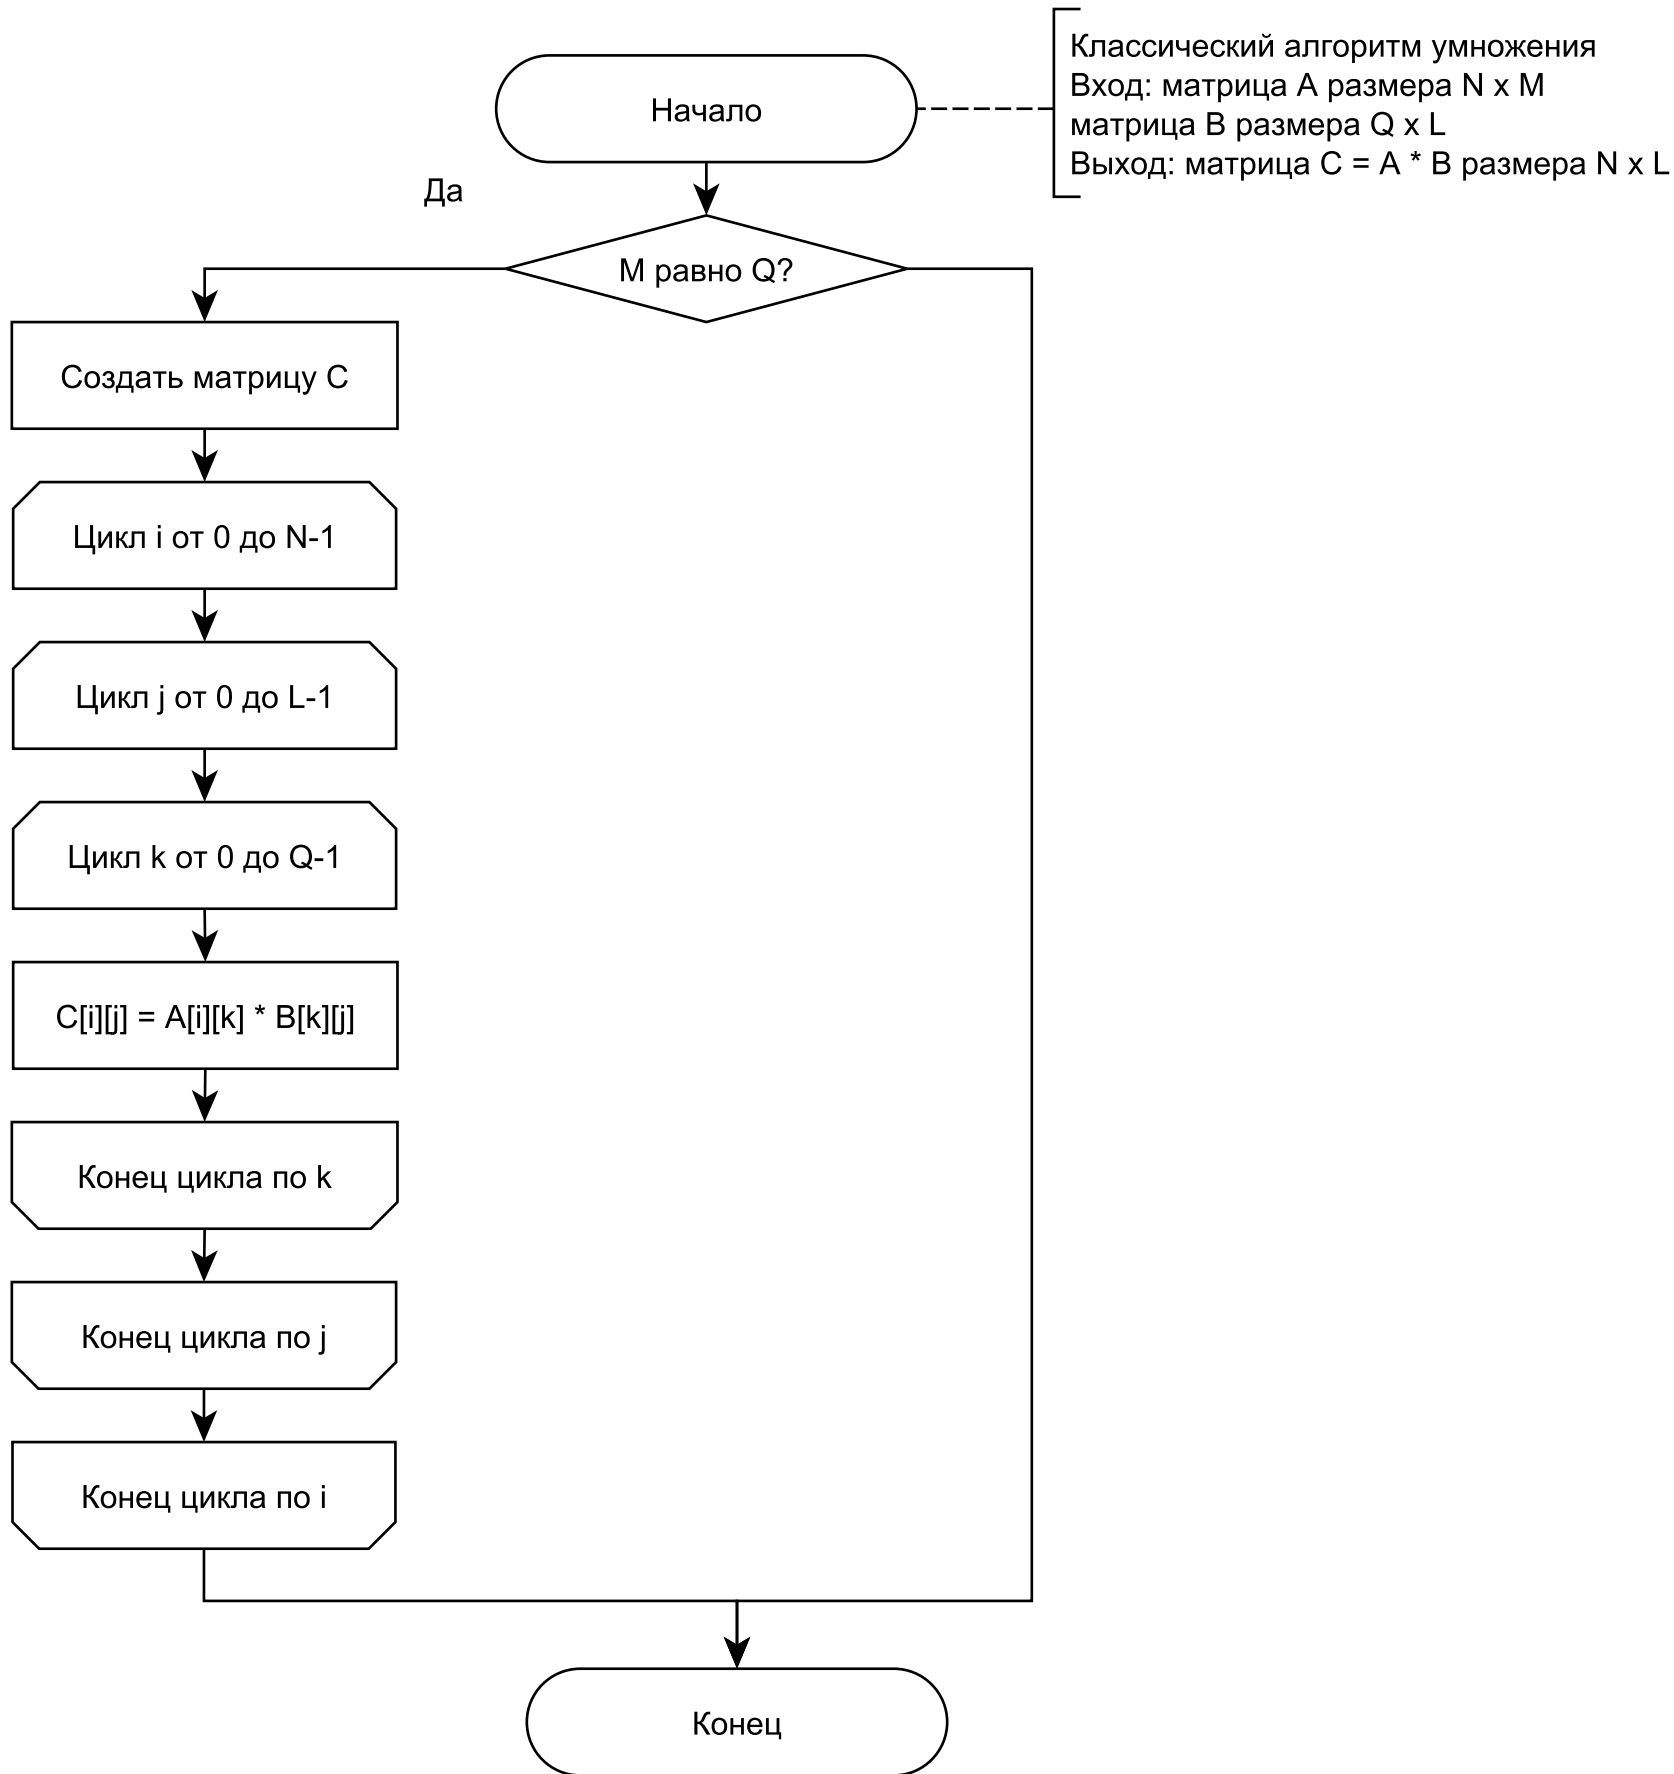 Начало
Классический алгоритм умножения
Вход: матрица A размера N x M
матрица B размера Q x L
Выход: матрица C = A * B размера N x L
Да
M равно Q?
Создать матрицу C
Цикл i от 0 до N-1
Цикл j от 0 до L-1
Цикл k от 0 до Q-1
C[i][j] = A[i][k] * B[k][j]
Конец цикла по k
Конец цикла по j
Конец цикла по i
Конец